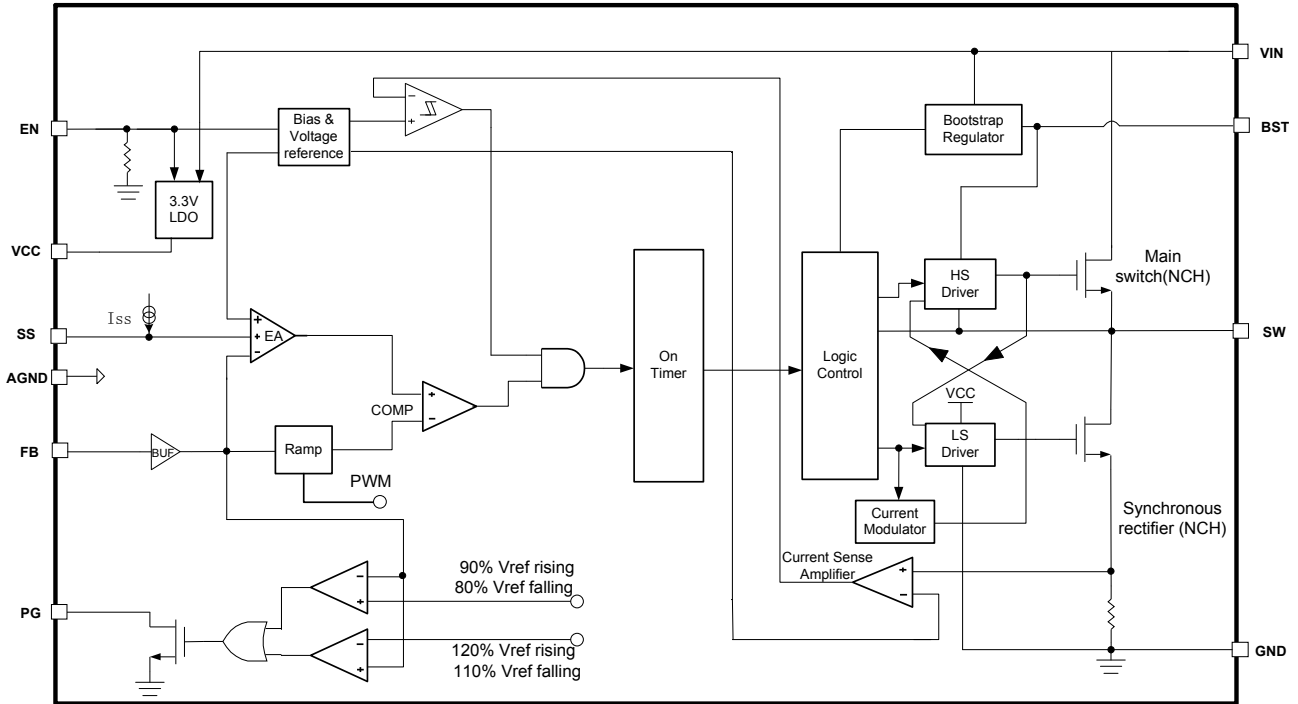 VIN
EN
Bias &
Voltage
reference
−
+
Bootstrap
Regulator
BST
3.3V
LDO
VCC
HS
Driver
Main
switch(NCH)
Iss
SS
+
+
−
EA
SW
AGND
On
Timer
Logic
Control
VCC
COMP
+
−
FB
BUF
Ramp
LS
Driver
PWM
Current
Modulator
Synchronous
rectifier (NCH)
Current Sense
Amplifier
+
−
90% Vref rising
80% Vref falling
−
+
PG
120% Vref rising
110% Vref falling
−
+
GND